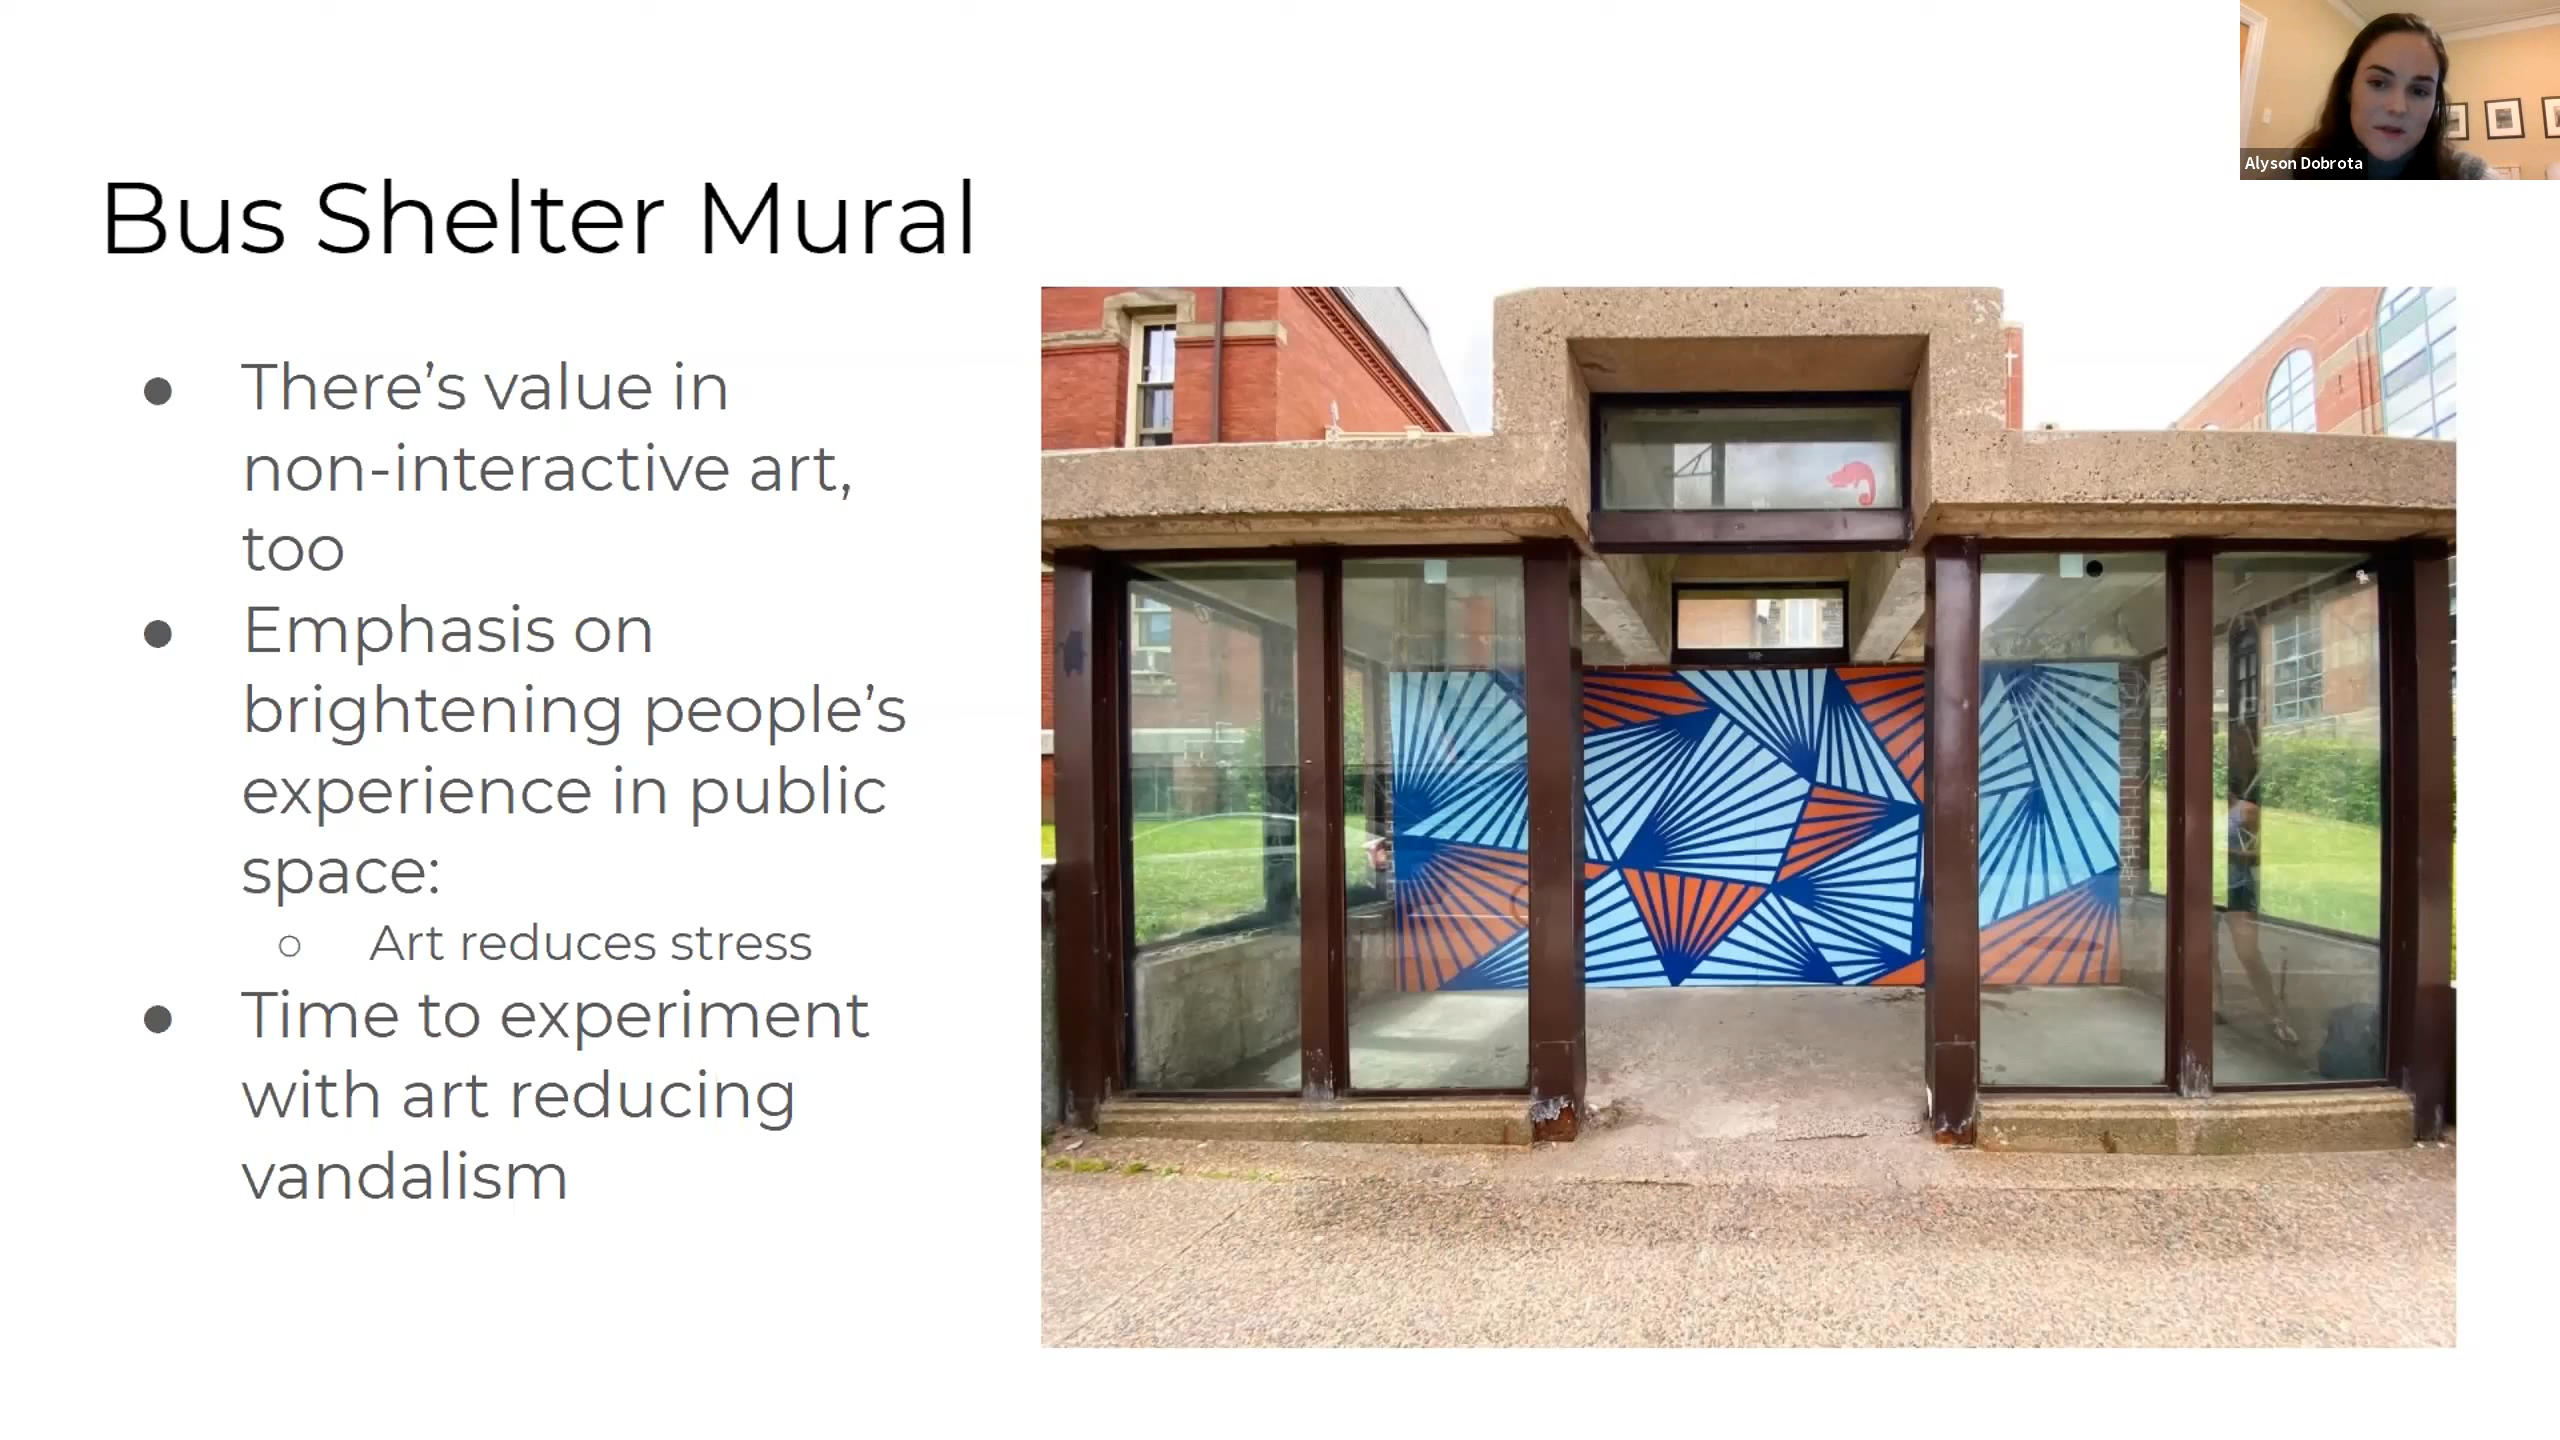 Alyson Dobrota
Bus Shelter Mural
● There’s value in
non-interactive art,
too
● Emphasis on
brightening people’s
experience in public
space:
○ Art reduces stress
● Time to experiment
with art reducing
vandalism